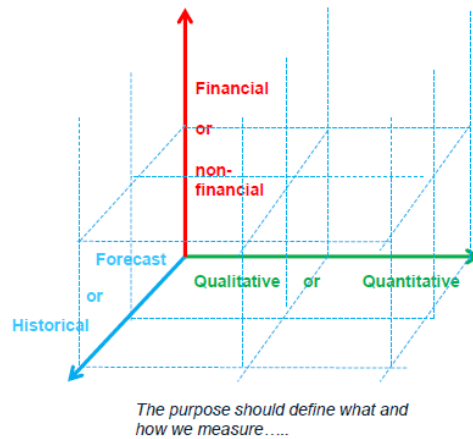 Financial
or
non-
financial
Forecast
or
Historical
Qualitative or Quantitative
The purpose should define what and
how we measure…..